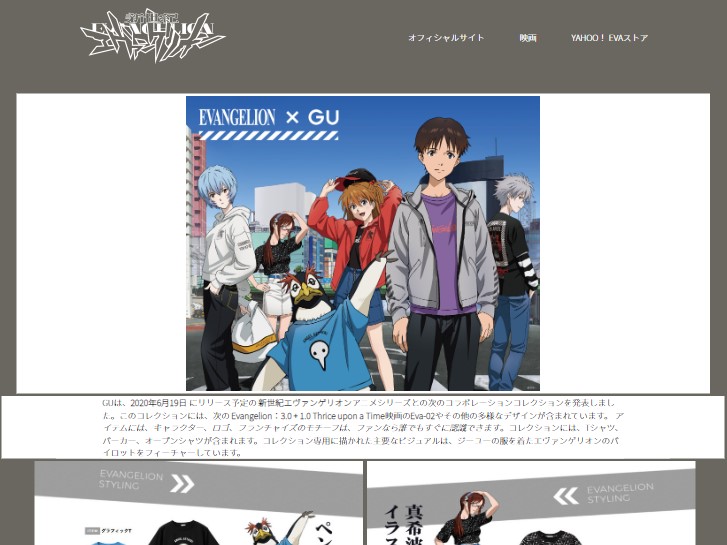 新世紀
EVANGELION
エヴァンゲリオン
オフィシャルサイト 映画 YAHOO! EVAストア
EVANGELION × GU
GUは、2020年6月19日 にリリース予定の 新世紀エヴァンゲリオンアニメシリーズとの次のコラボレーションコレクションを発表しまし
た。このコレクションには、次の Evangelion：3.0 + 1.0 Thrice upon a Time映画のEva-02やその他の多様なデザインが含まれています。 ア
イテムには、キャラクター、ロゴ、フランチャイズのモチーフは、ファンなら誰でもすぐに認識できます。コレクションには、Tシャツ、
パーカー、オープンシャツが含まれます。コレクション専用に描かれた主要なビジュアルは、ジーユーの服を着たエヴァンゲリオンのパ
イロットをフィーチャーしています。
EVANGELION
STYLING
グラフィックT
ペン
EVANGELION
STYLING
真希波
イラス